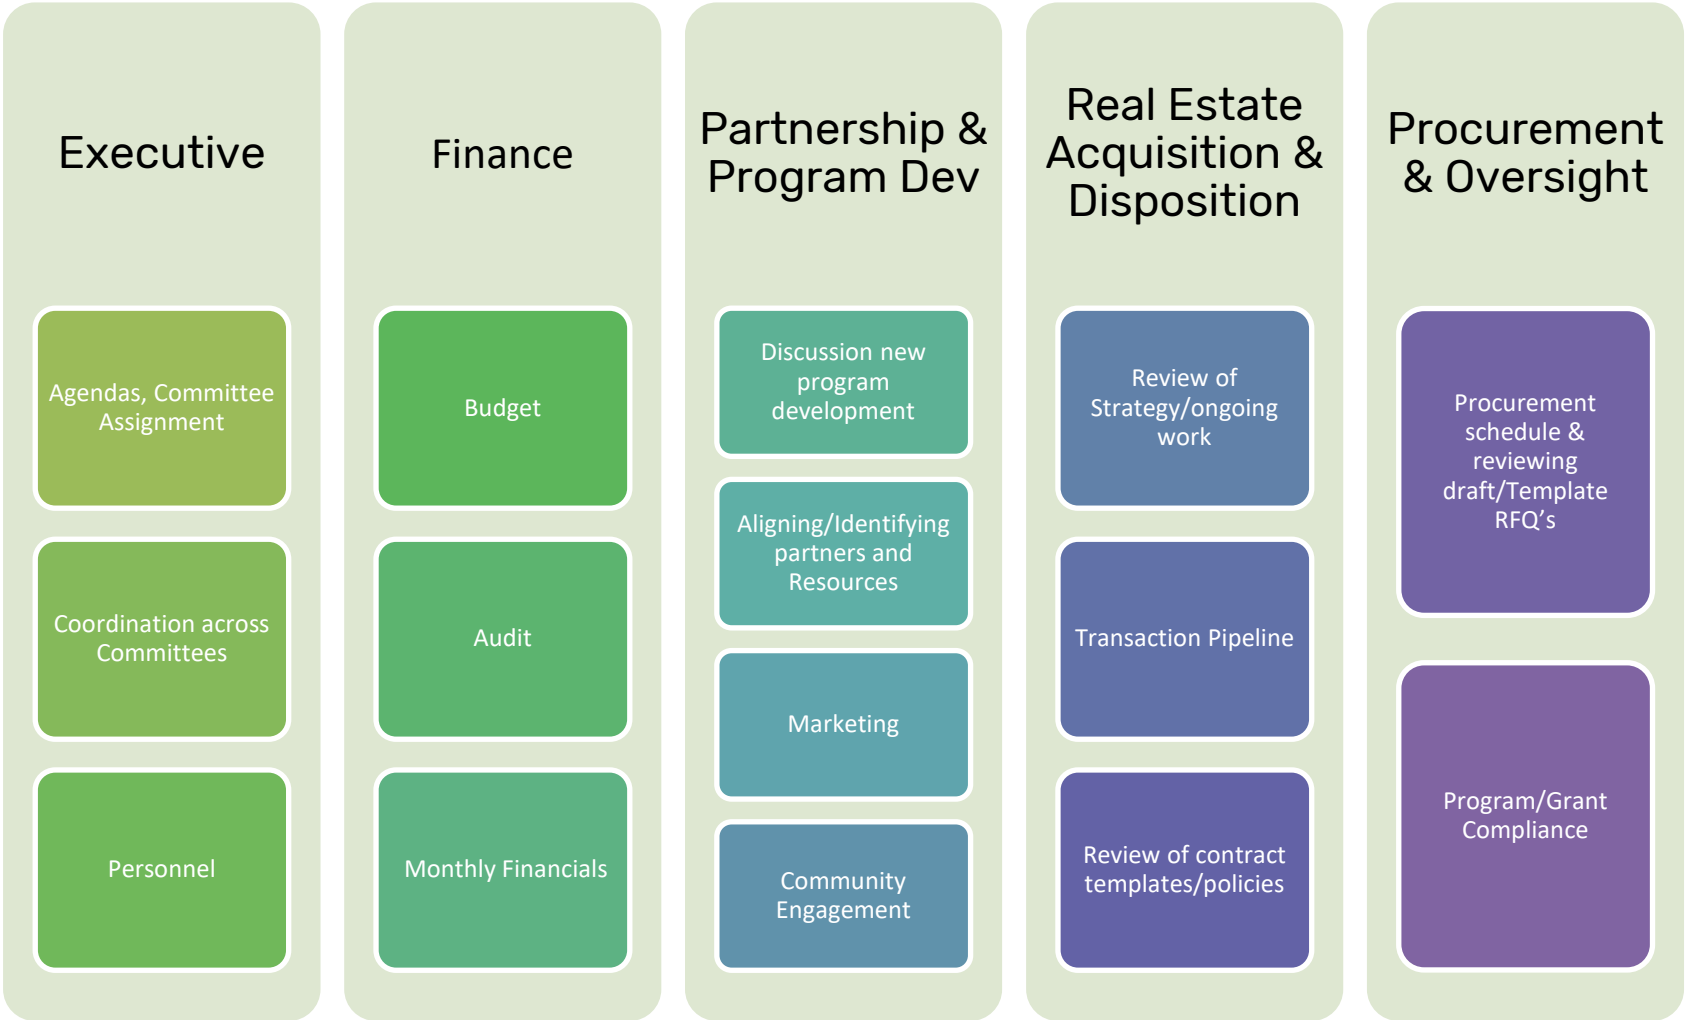 Executive
Agendas, Committee
Assignment
Coordination across
Committees
Personnel
Finance
Budget
Audit
Monthly Financials
Partnership &
Program Dev
Discussion new
program
development
Aligning/Identifying
partners and
Resources
Marketing
Community
Engagement
Real Estate
Acquisition &
Disposition
Review of
Strategy/ongoing
work
Transaction Pipeline
Review of contract
templates/policies
Procurement
& Oversight
Procurement
schedule &
reviewing
draft/Template
RFQ’s
Program/Grant
Compliance